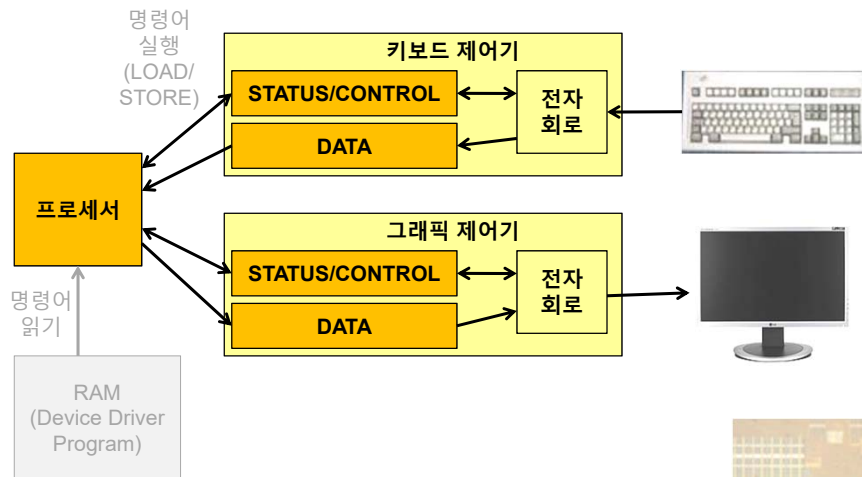 명령어
실행
(LOAD/
STORE)
키보드 제어기
STATUS/CONTROL
DATA
전자
회로
프로세서
그래픽 제어기
STATUS/CONTROL
DATA
전자
회로
명령어
읽기
RAM
(Device Driver
Program)